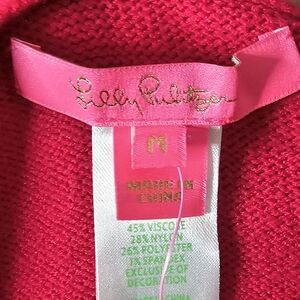 Lilly Pulitzer
M
MADE IN
CHINA
45% VISCOSE
28% NYLON
26% POLYESTER
1% SPANDEX
EXCLUSIVE OF
DECORATION